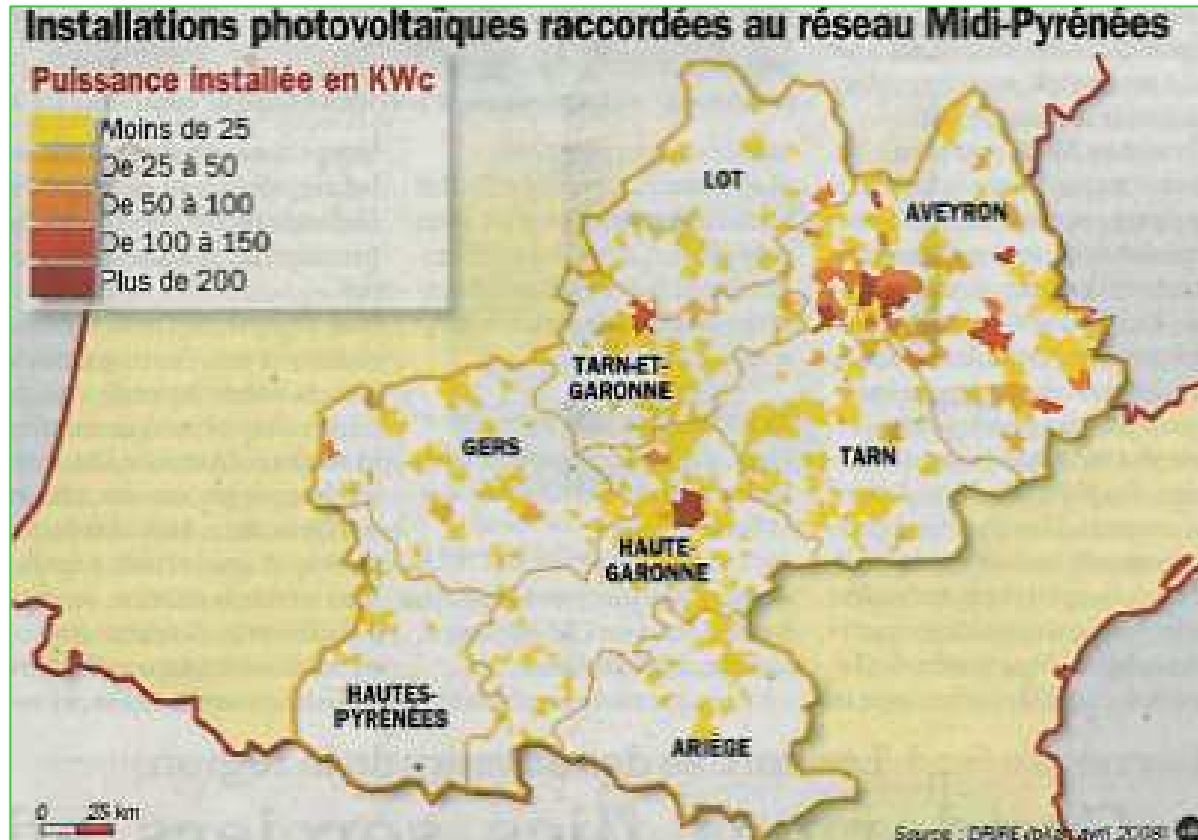 Installations photovoltaïques raccordées au réseau Midi-Pyrénées
Puissance installée en KWc
Moins de 25
De 25 à 50
De 50 à 100
De 100 à 150
Plus de 200
LOT
AVEYRON
TARN-ET-
GARONNE
GERS
TARN
HAUTE-
GARONNE
HAUTES-
PYRÉNÉES
ARIÈGE
0 25 km
Source :